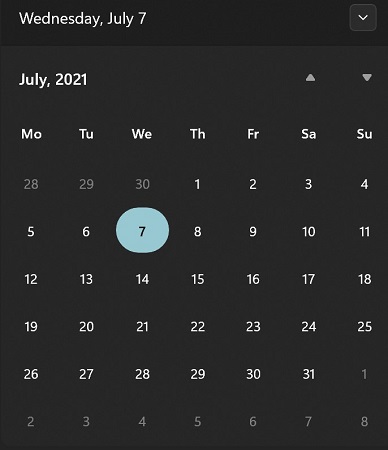 Wednesday, July 7
July, 2021
Mo Tu We Th Fr Sa Su
28 29 30 1 2 3 4
5 6 7 8 9 10 11
12 13 14 15 16 17 18
19 20 21 22 23 24 25
26 27 28 29 30 31 1
2 3 4 5 6 7 8